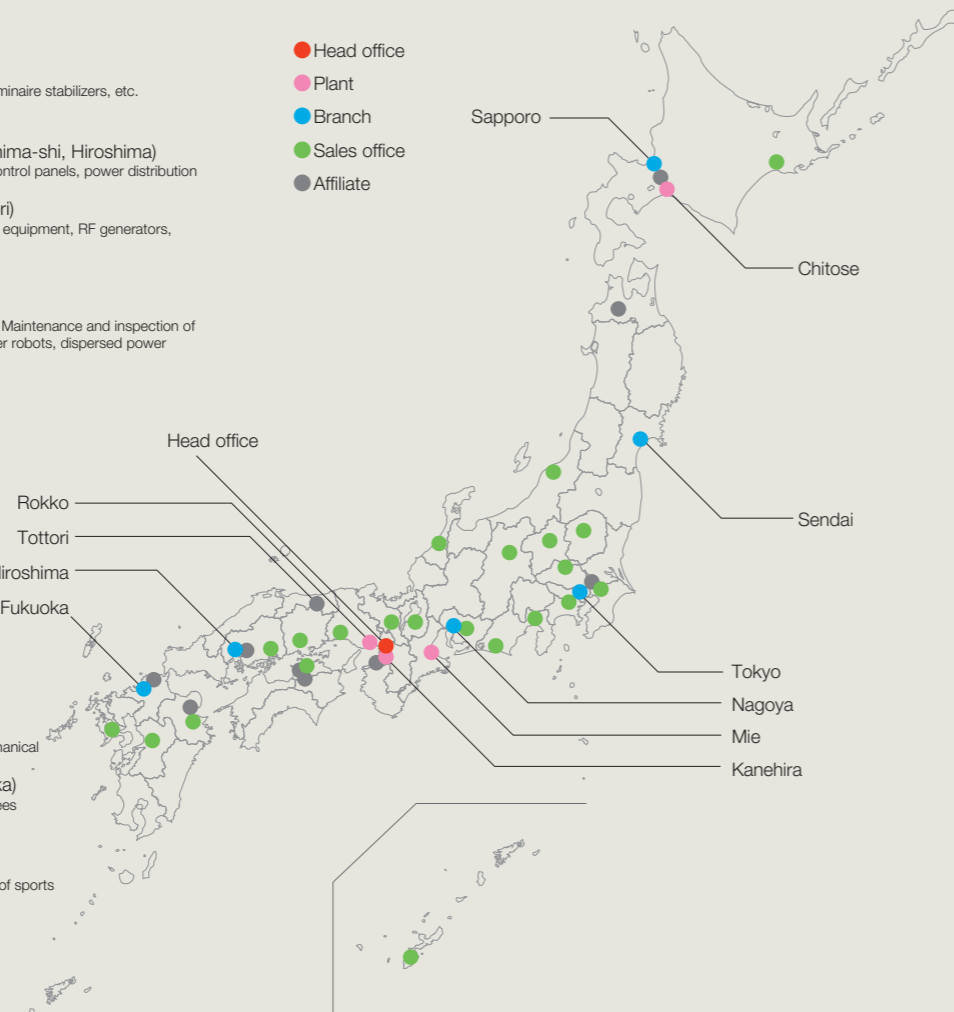 Head office
Plant
Branch
Sales office
Affiliate
minaire stabilizers, etc.
hima-shi, Hiroshima)
ontrol panels, power distribution
ri)
equipment, RF generators,
Maintenance and inspection of
er robots, dispersed power
Sapporo
Chitose
Head office
Rokko
Tottori
Hiroshima
Fukuoka
Sendai
Tokyo
Nagoya
Mie
Kanehira
hanical
ka)
ees
of sports